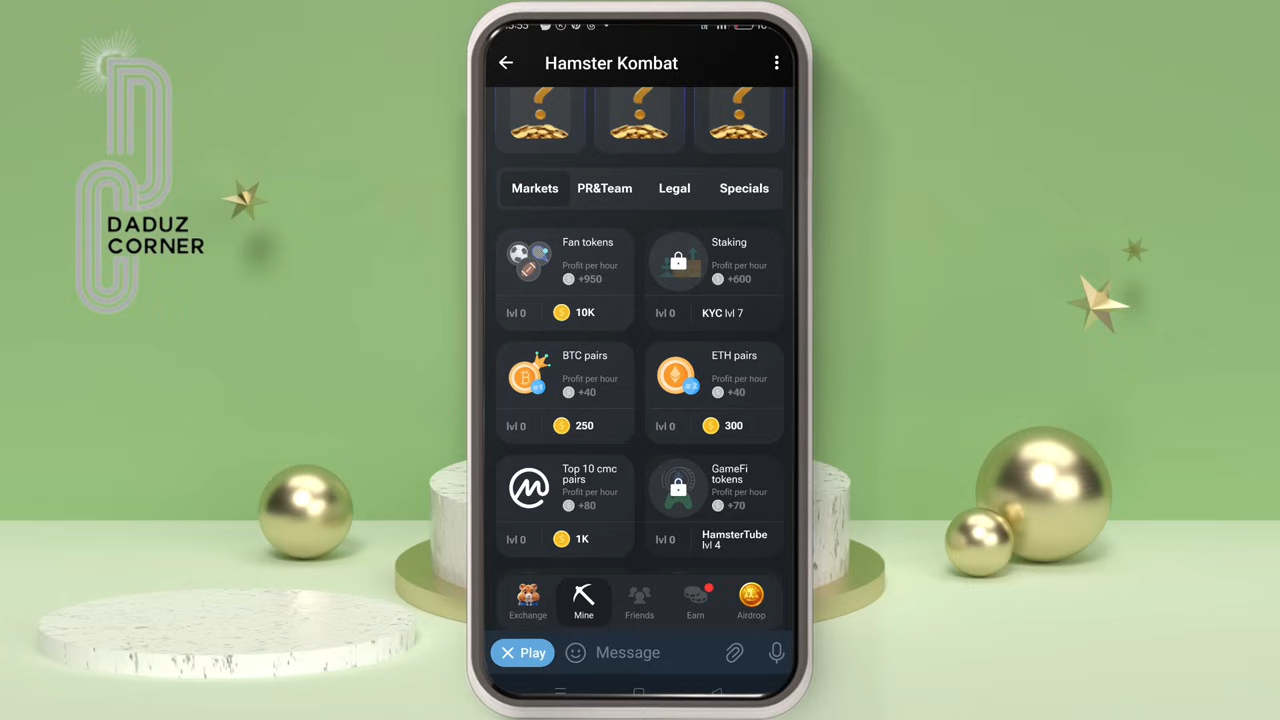 DADUZ
CORNER
Hamster Kombat
Markets
PR&Team
Legal
Specials
Fan tokens
Profit per hour
+950
lvl 0
10K
Staking
Profit per hour
+600
lvl 0
KYC lvl 7
BTC pairs
Profit per hour
+40
#1
lvl 0
250
ETH pairs
Profit per hour
+40
#2
lvl 0
300
Top 10 cmc
pairs
Profit per hour
+80
lvl 0
1K
GameFi
tokens
Profit per hour
+70
lvl 0
HamsterTube
lvl 4
Exchange
Mine
Friends
Earn
Airdrop
Play
Message